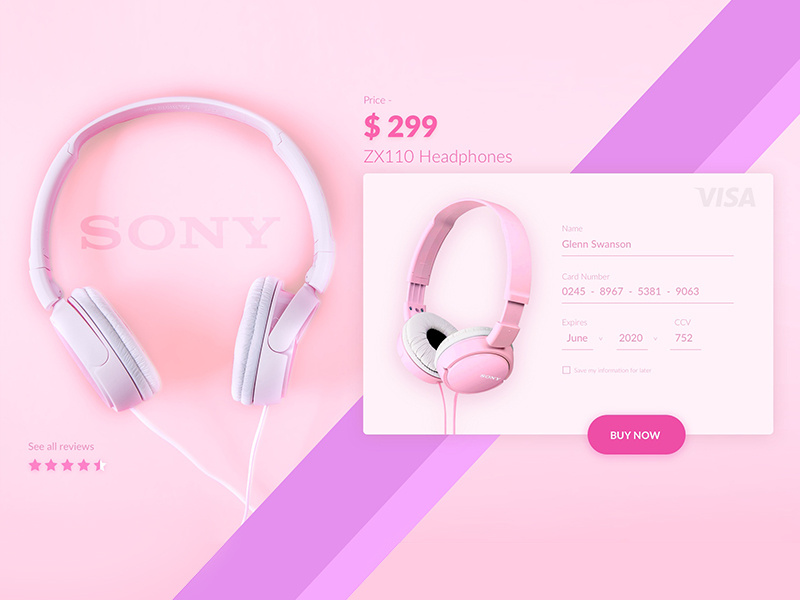 Price -
$ 299
ZX110 Headphones
SONY
VISA
Name
Glenn Swanson
Card Number
0245 - 8967 - 5381 - 9063
Expires
CCV
June
2020
752
Save my information for later
SONY
BUY NOW
See all reviews